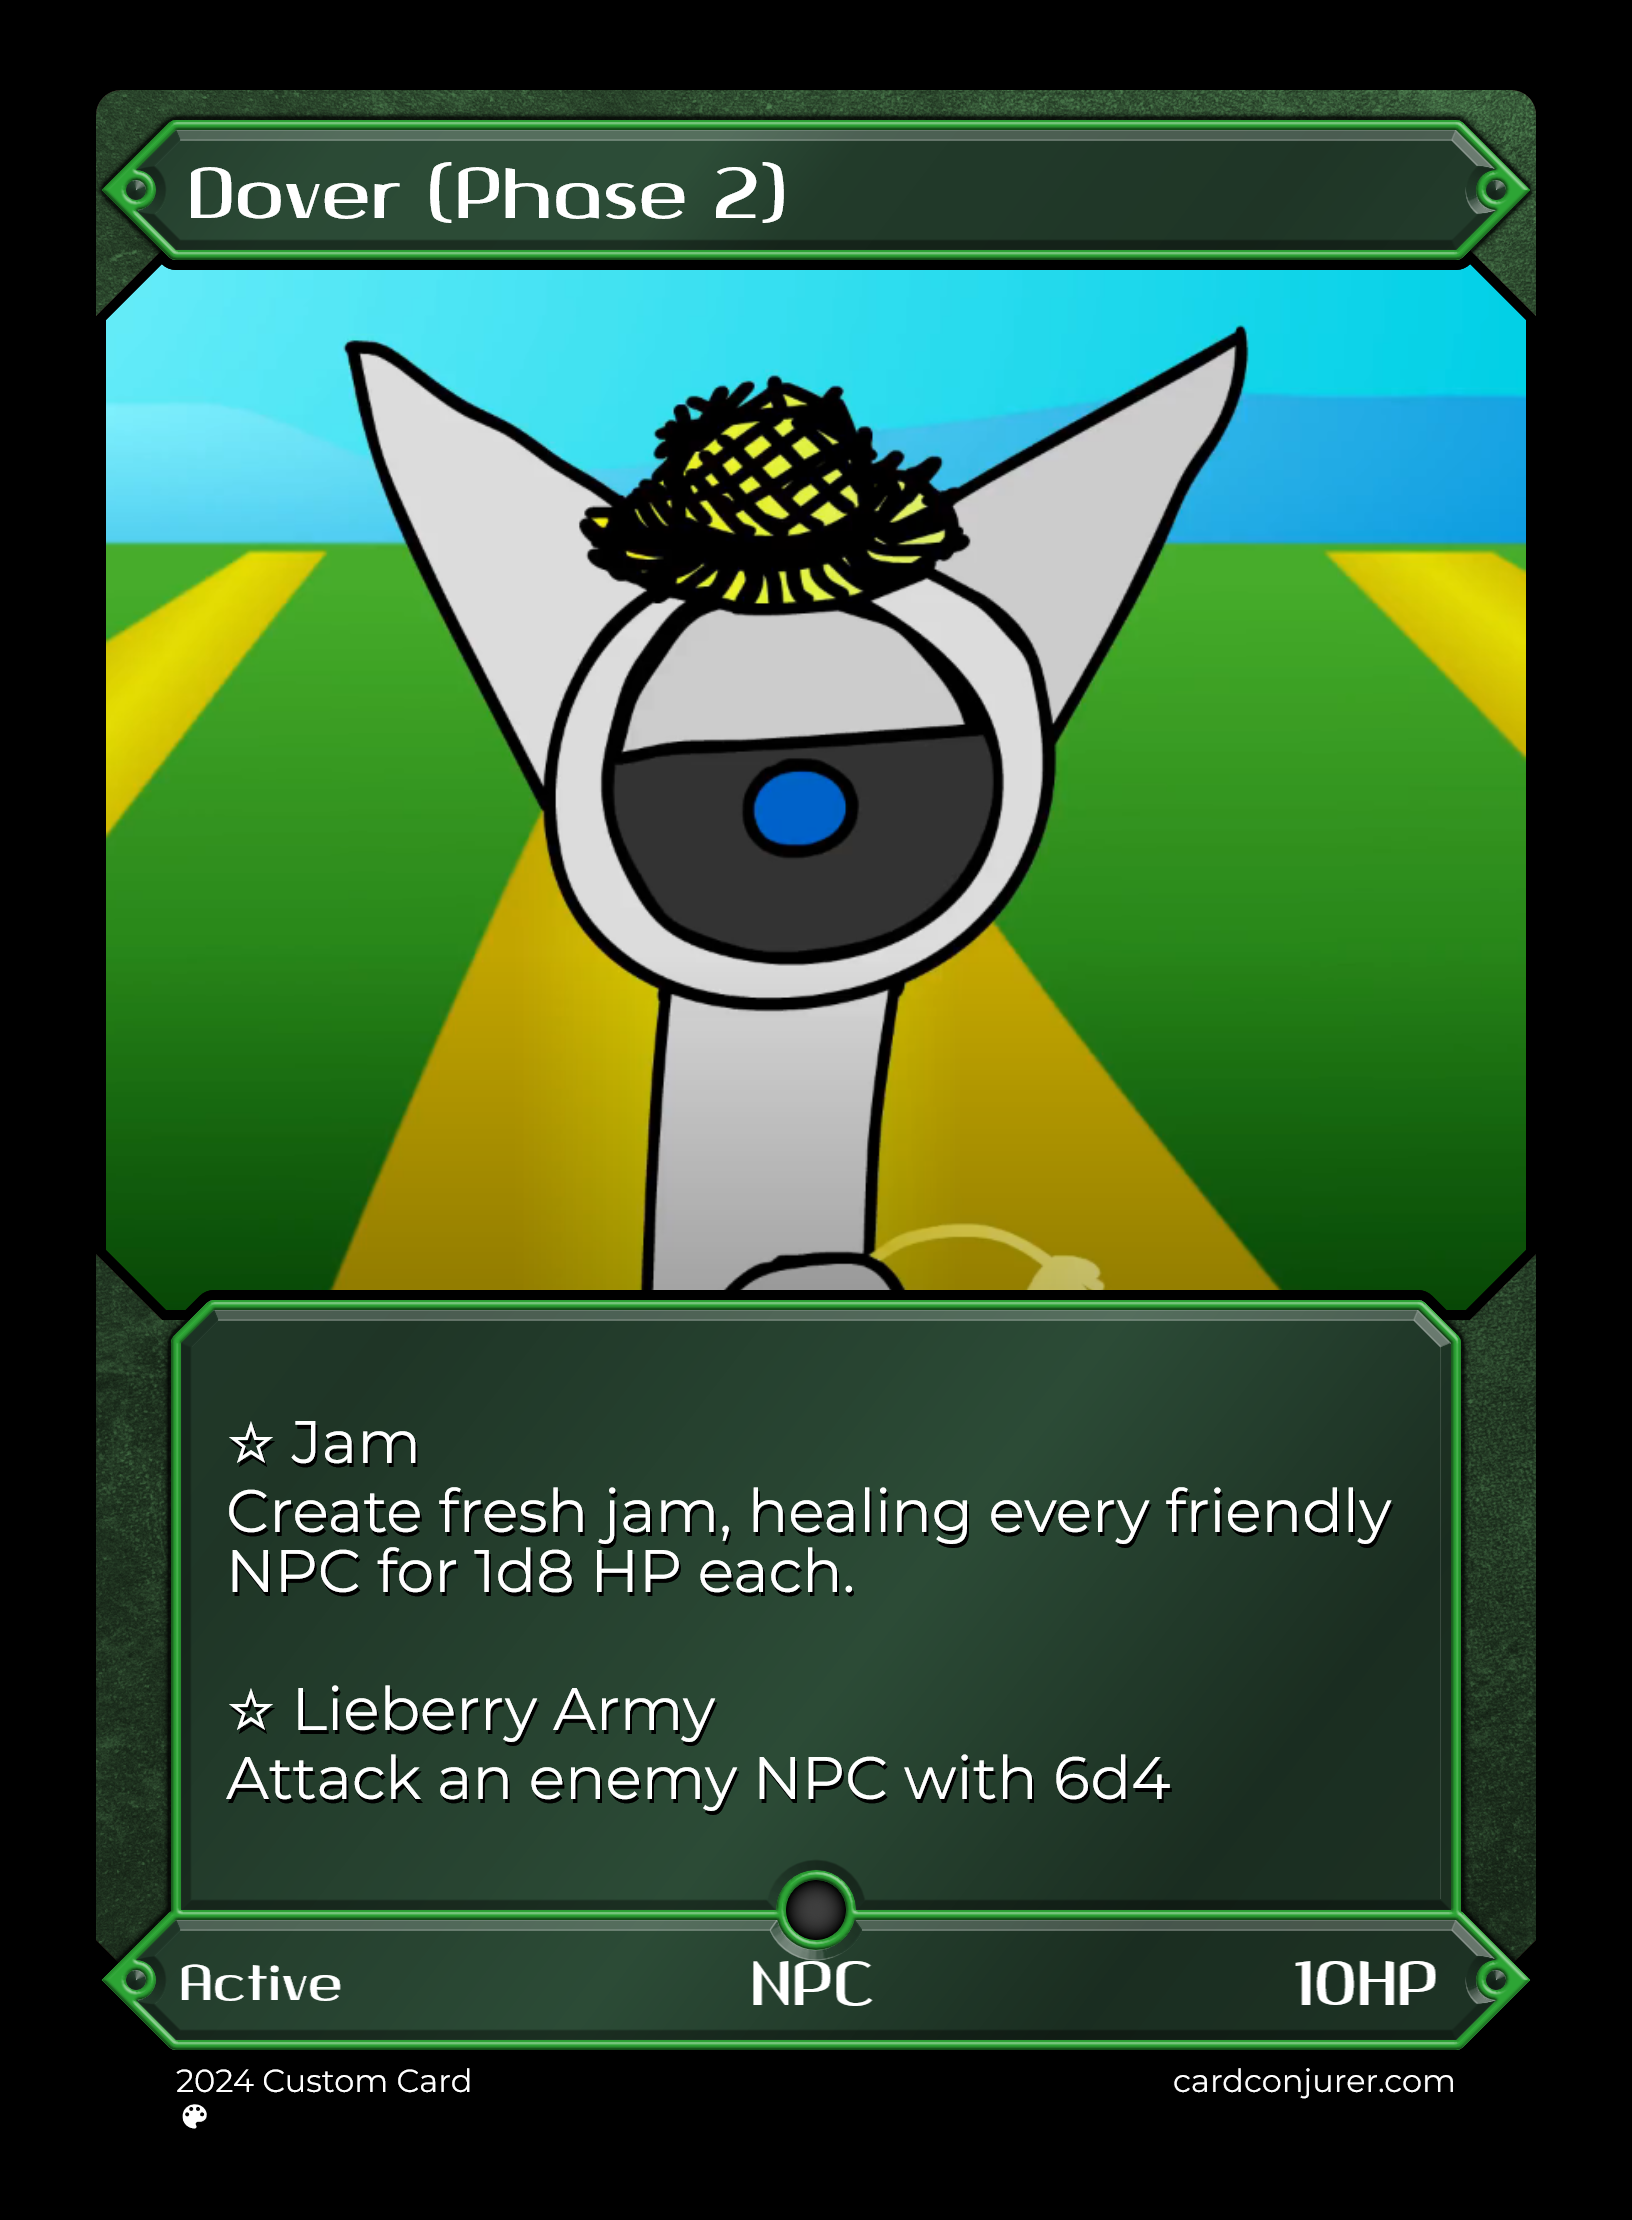 Dover (Phase 2)
☆ Jam
Create fresh jam, healing every friendly
NPC for 1d8 HP each.
☆ Lieberry Army
Attack an enemy NPC with 6d4
Active NPC 10HP
2024 Custom Card cardconjurer.com